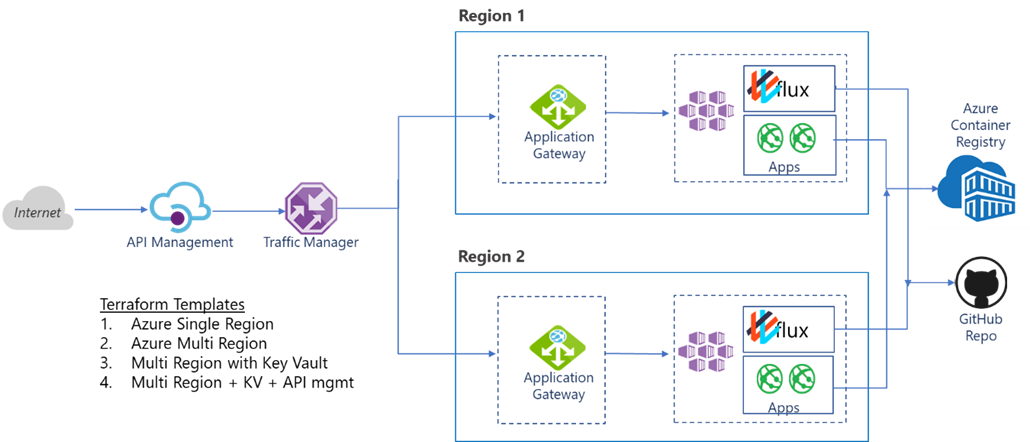 Region 1
flux
Application
Gateway
Apps
Azure
Container
Registry
Internet
API Management
Traffic Manager
Region 2
flux
Application
Gateway
Apps
GitHub
Repo
Terraform Templates
1. Azure Single Region
2. Azure Multi Region
3. Multi Region with Key Vault
4. Multi Region + KV + API mgmt